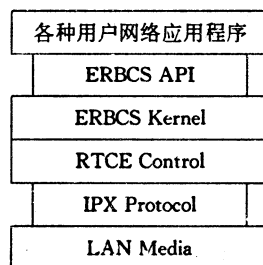 各种用户网络应用程序
ERBCS API
ERBCS Kernel
RTCE Control
IPX Protocol
LAN Media